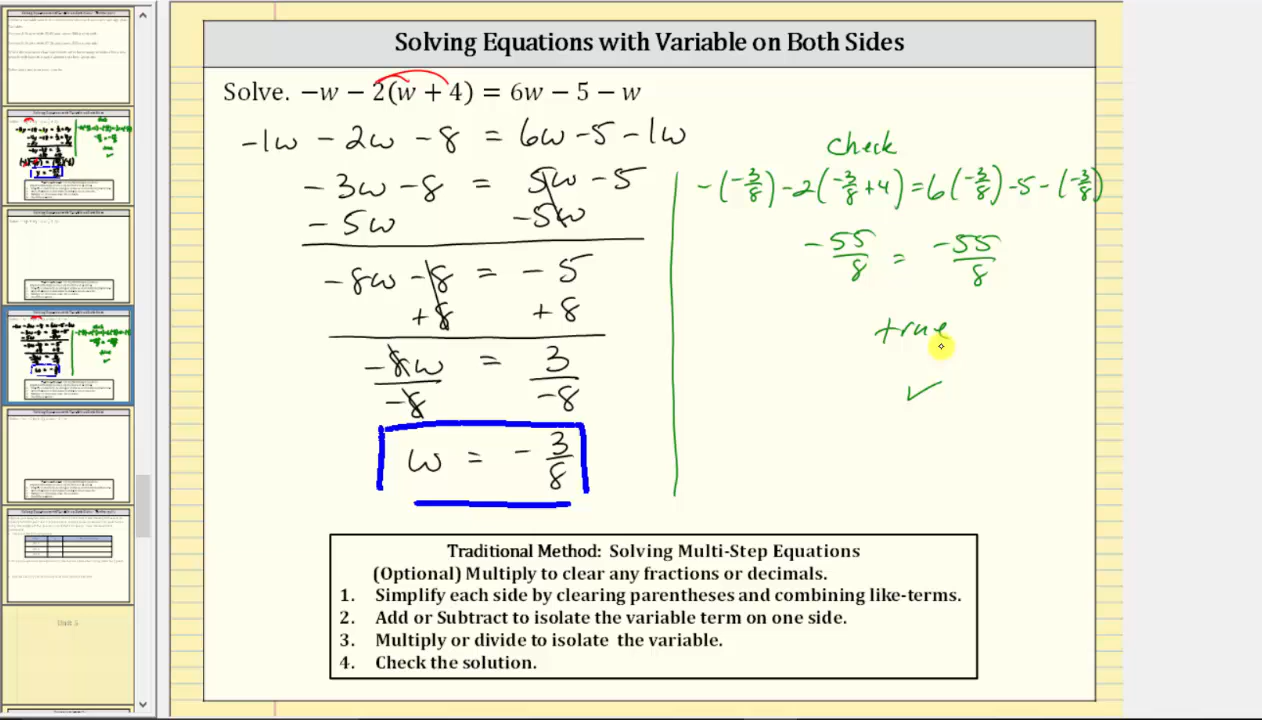 Solving Equations with Variable on Both Sides
Solve. −w − 2(w + 4) = 6w − 5 − w
-1w - 2w - 8 = 6w - 5 - 1w
-3w - 8 = 5w - 5
-5w -5w
-8w - 8 = -5
+8 +8
-8w = 3
-8 -8
w = - 3/8
check
-(-3/8) - 2(-3/8 + 4) = 6(-3/8) - 5 - (-3/8)
-55/8 = -55/8
true
✓
Traditional Method: Solving Multi-Step Equations
(Optional) Multiply to clear any fractions or decimals.
1. Simplify each side by clearing parentheses and combining like-terms.
2. Add or Subtract to isolate the variable term on one side.
3. Multiply or divide to isolate the variable.
4. Check the solution.